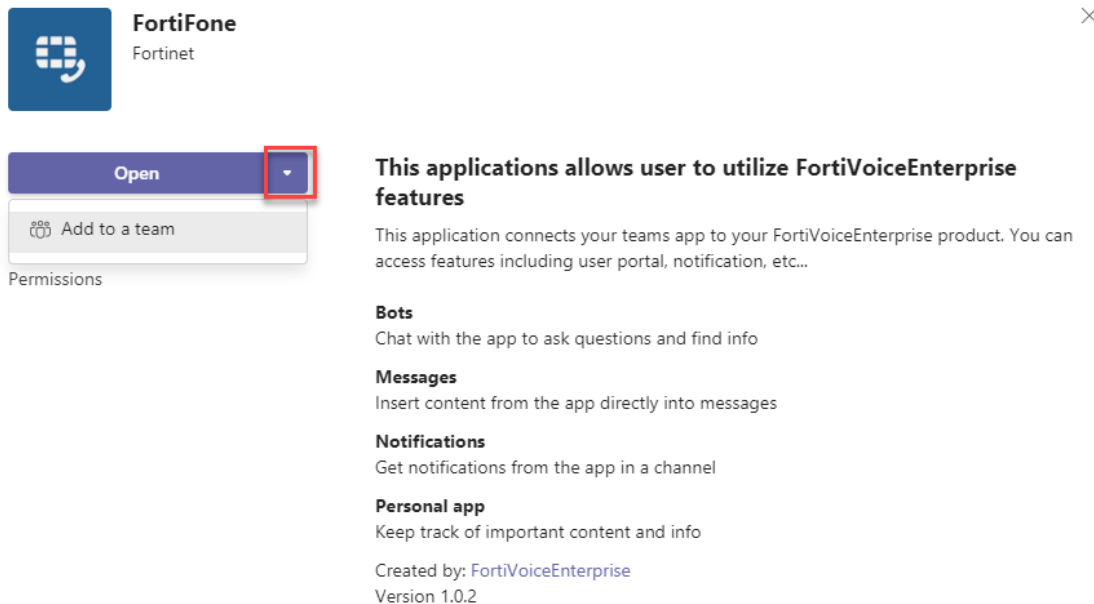 FortiFone
Fortinet
Open
Add to a team
Permissions
This applications allows user to utilize FortiVoiceEnterprise
features
This application connects your teams app to your FortiVoiceEnterprise product. You can
access features including user portal, notification, etc...
Bots
Chat with the app to ask questions and find info
Messages
Insert content from the app directly into messages
Notifications
Get notifications from the app in a channel
Personal app
Keep track of important content and info
Created by: FortiVoiceEnterprise
Version 1.0.2